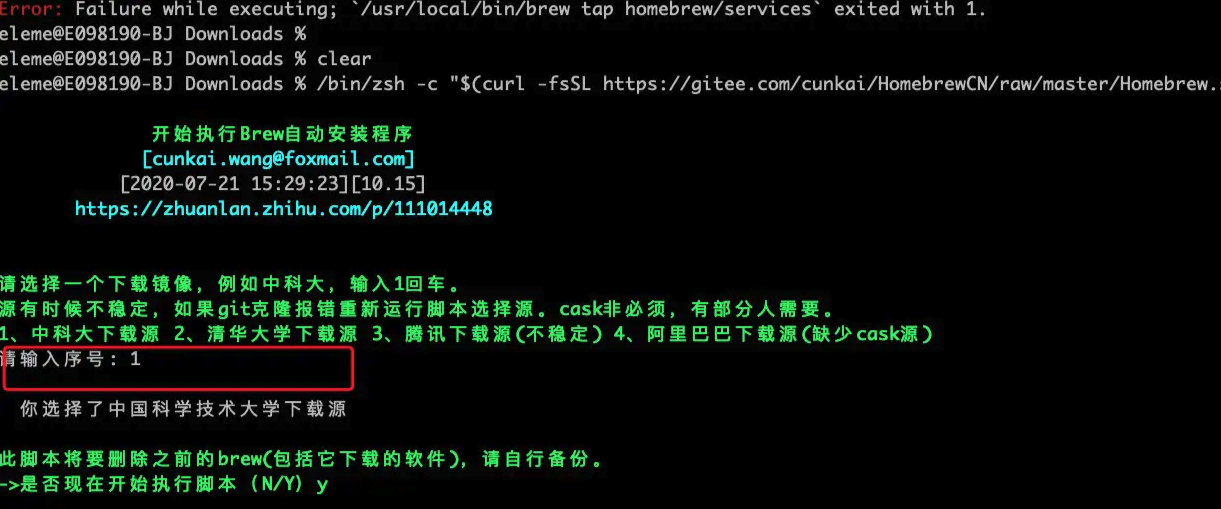 Error: Failure while executing; `/usr/local/bin/brew tap homebrew/services` exited with 1.
eleme@E098190-BJ Downloads %
eleme@E098190-BJ Downloads % clear
eleme@E098190-BJ Downloads % /bin/zsh -c "$(curl -fsSL https://gitee.com/cunkai/HomebrewCN/raw/master/Homebrew.s
开始执行Brew自动安装程序
[cunkai.wang@foxmail.com]
[2020-07-21 15:29:23][10.15]
https://zhuanlan.zhihu.com/p/111014448
请选择一个下载镜像，例如中科大，输入1回车。
源有时候不稳定，如果git克隆报错重新运行脚本选择源。cask非必须，有部分人需要。
1、中科大下载源 2、清华大学下载源 3、腾讯下载源(不稳定) 4、阿里巴巴下载源(缺少cask源)
请输入序号: 1
你选择了中国科学技术大学下载源
此脚本将要删除之前的brew(包括它下载的软件)，请自行备份。
->是否现在开始执行脚本（N/Y）y